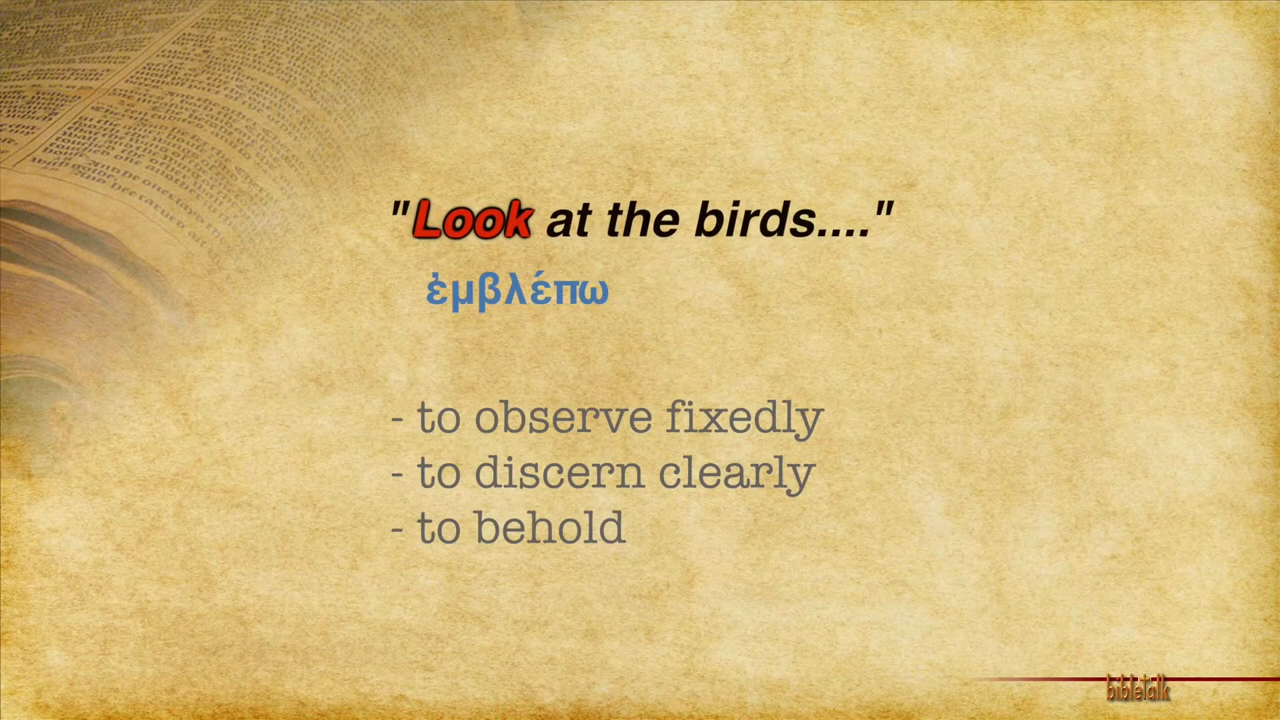 "Look at the birds...."
ἐμβλέπω
- to observe fixedly
- to discern clearly
- to behold
bibletalk